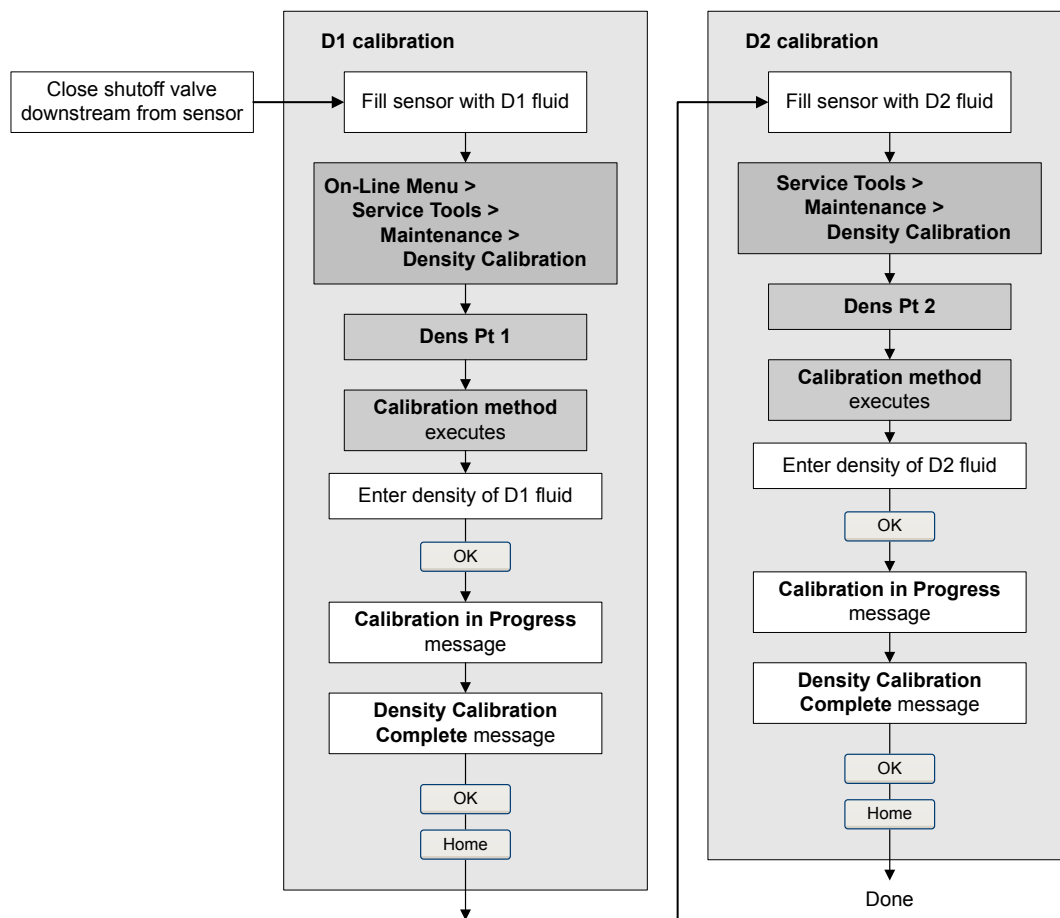 Close shutoff valve
downstream from sensor
D1 calibration
Fill sensor with D1 fluid
On-Line Menu >
Service Tools >
Maintenance >
Density Calibration
Dens Pt 1
Calibration method
executes
Enter density of D1 fluid
OK
Calibration in Progress
message
Density Calibration
Complete message
OK
Home
D2 calibration
Fill sensor with D2 fluid
Service Tools >
Maintenance >
Density Calibration
Dens Pt 2
Calibration method
executes
Enter density of D2 fluid
OK
Calibration in Progress
message
Density Calibration
Complete message
OK
Home
Done